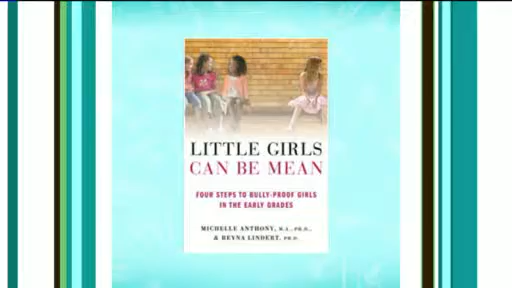 LITTLE GIRLS
CAN BE MEAN
FOUR STEPS TO BULLY-PROOF GIRLS
IN THE EARLY GRADES
MICHELLE ANTHONY, M.A., PH.D.,
& REYNA LINDERT, PH.D.